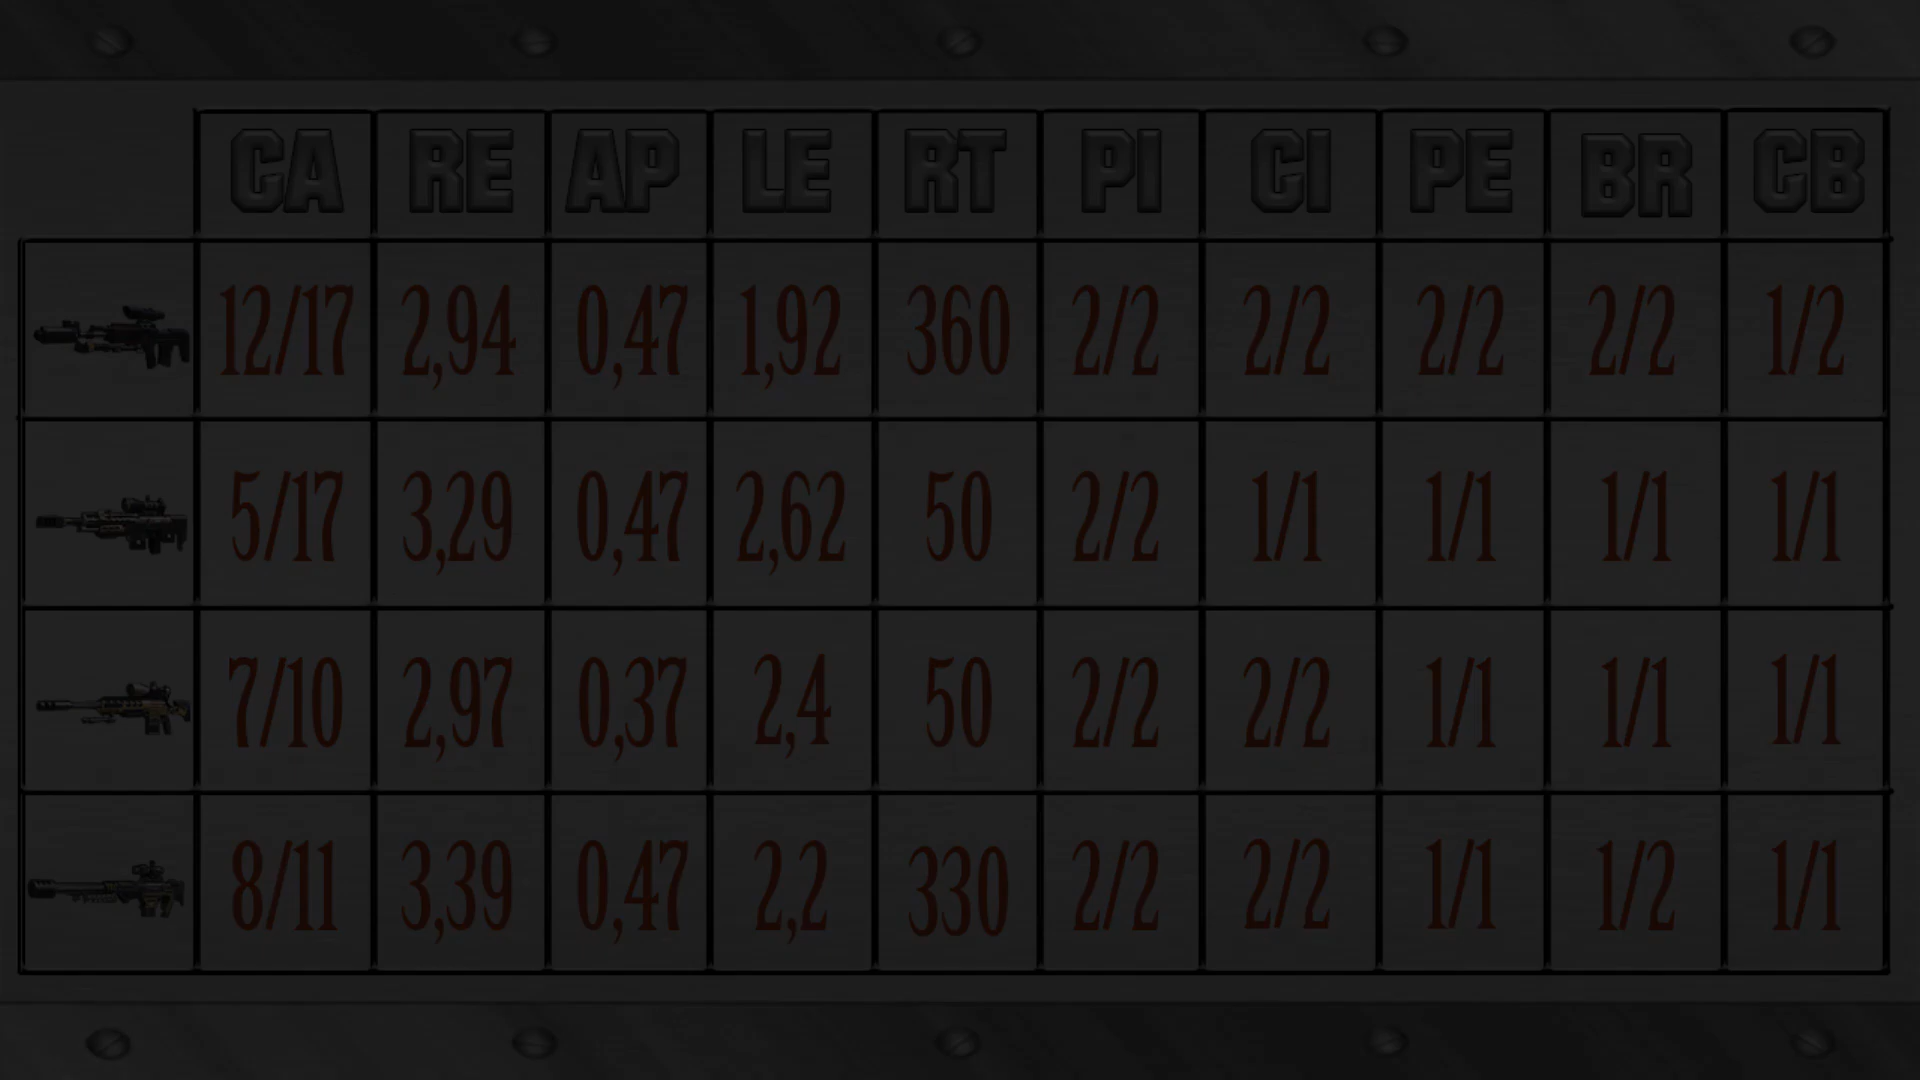 CA RE AP LE RT PI CI PE BR CB
12/17 2,94 0,47 1,92 360 2/2 2/2 2/2 2/2 1/2
5/17 3,29 0,47 2,62 50 2/2 1/1 1/1 1/1 1/1
7/10 2,97 0,37 2,4 50 2/2 2/2 1/1 1/1 1/1
8/11 3,39 0,47 2,2 330 2/2 2/2 1/1 1/2 1/1